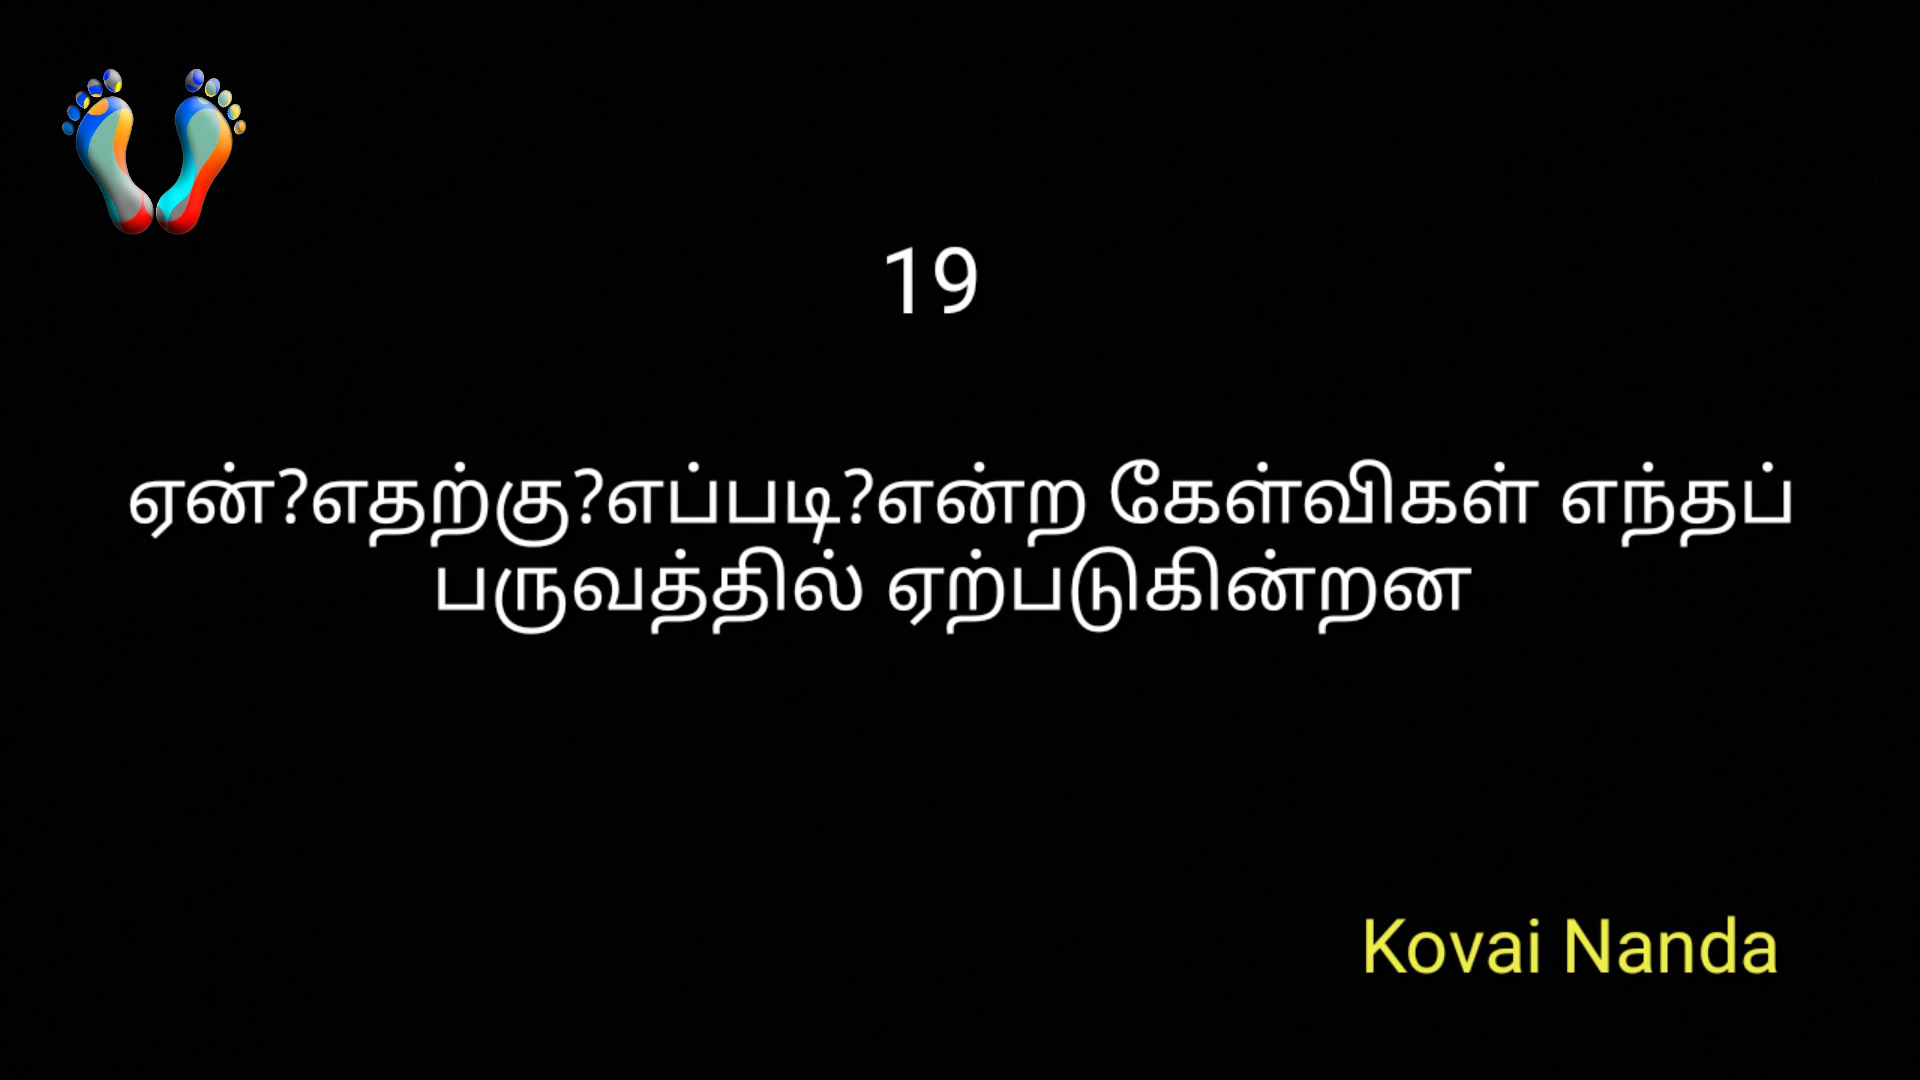 19
ஏன்?எதற்கு?எப்படி?என்ற கேள்விகள் எந்தப்
பருவத்தில் ஏற்படுகின்றன
Kovai Nanda